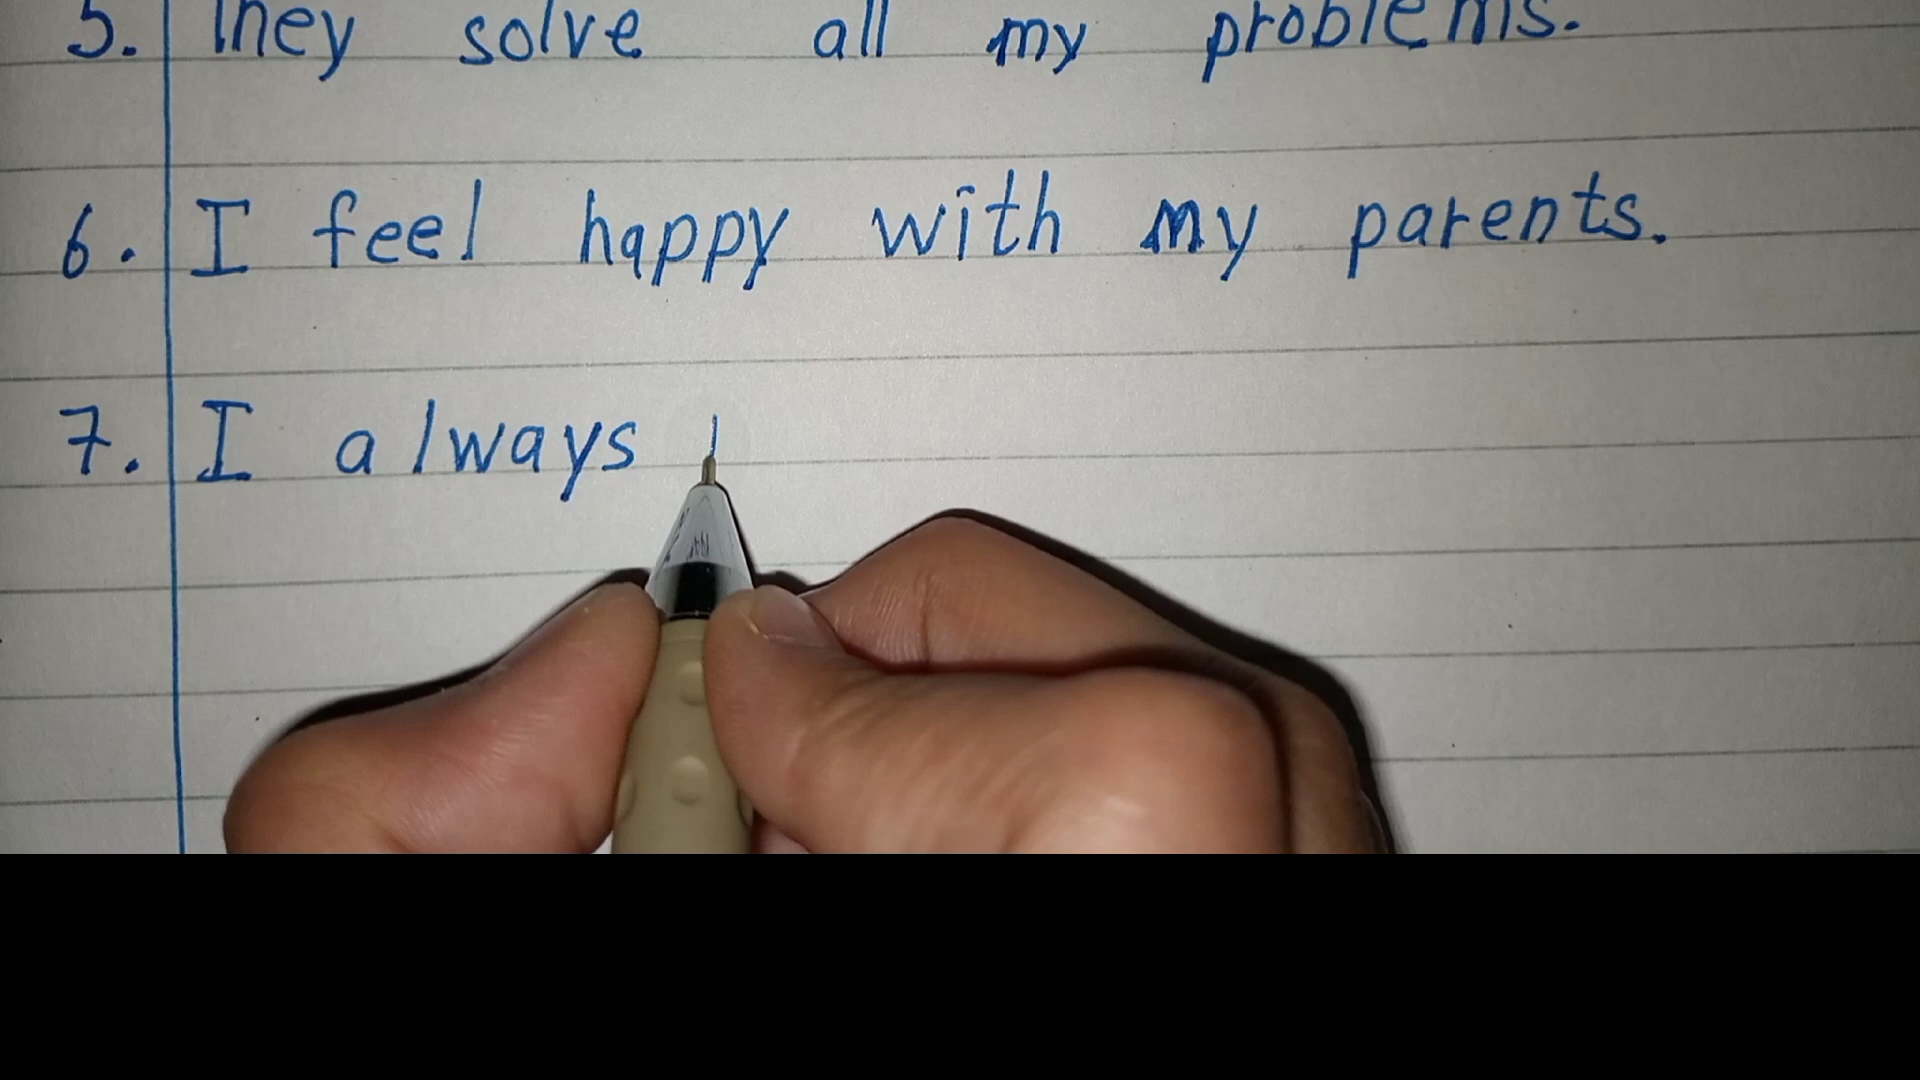 5. They solve all my problems.
6. I feel happy with my parents.
7. I always